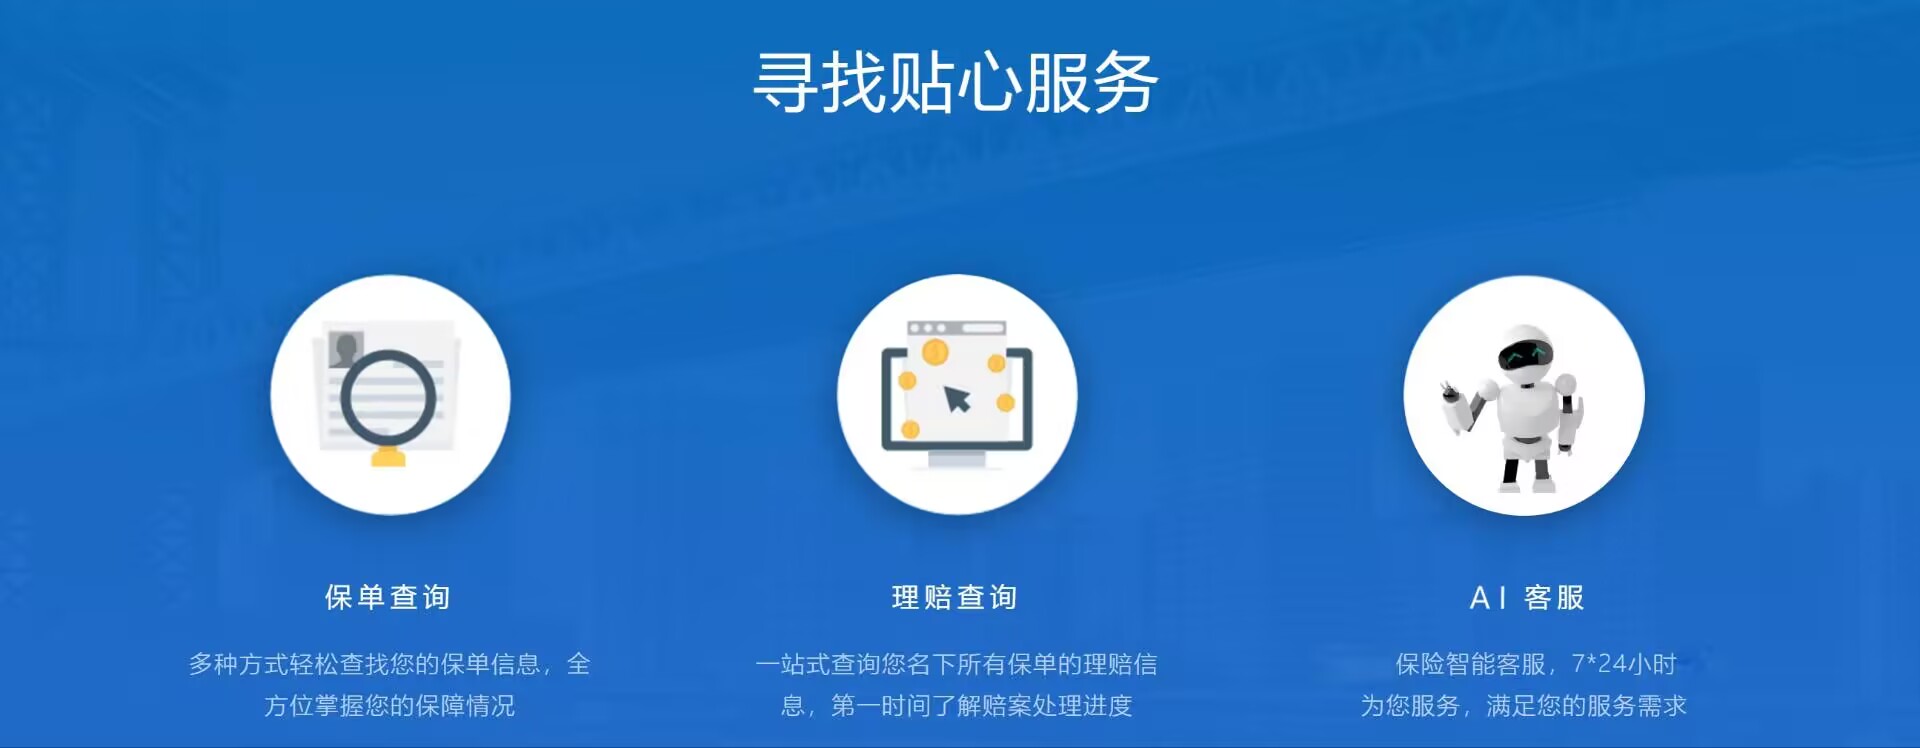 寻找贴心服务
保单查询
多种方式轻松查找您的保单信息，全
方位掌握您的保障情况
理赔查询
一站式查询您名下所有保单的理赔信
息，第一时间了解赔案处理进度
AI 客服
保险智能客服，7*24小时
为您服务，满足您的服务需求